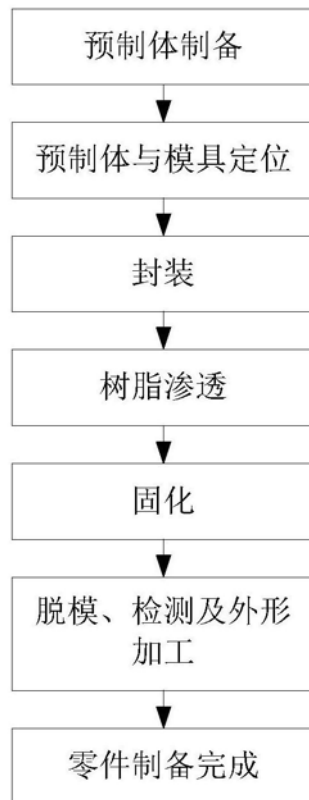 预制体制备
预制体与模具定位
封装
树脂渗透
固化
脱模、检测及外形
加工
零件制备完成